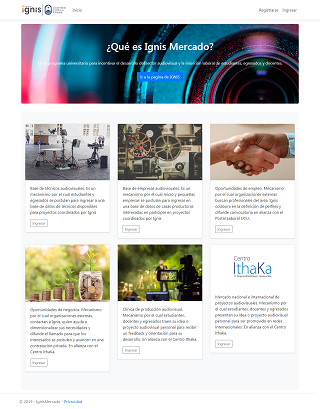 ignis
Inicio
Registrarse Ingresar
¿Qué es Ignis Mercado?
Es un programa universitario para incentivar el desarrollo del sector audiovisual y la inserción laboral de estudiantes, egresados y docentes.
Ir a la pagina de IGNIS
Base de técnicos audiovisuales. Es un
mecanismo por el cual estudiantes y
egresados se postulan para ingresar a una
base de datos de técnicos disponibles
para proyectos coordinados por Ignis
Ingresar
Base de empresas audiovisuales. Es un
mecanismo por el cual micro y pequeñas
empresas se postulan para ingresar en
una base de datos de casas productoras
interesadas en participar en proyectos
coordinados por Ignis
Ingresar
Oportunidades de empleo. Mecanismo
por el cual organizaciones externas
buscan profesionales del área. Ignis
colabora en la definición de perfiles y
difunde convocatoria en alianza con el
Portal Laboral UCU.
Ingresar
Oportunidades de negocios. Mecanismo
por el cual organizaciones externas,
contactan a Ignis, quien ayuda a
dimensionalizar sus necesidades y
difunde el llamado para que los
interesados se postulen y avancen en una
contratación privada. En alianza con el
Centro Ithaka.
Ingresar
Clínica de producción audiovisual.
Mecanismo por el cual estudiantes,
docentes y egresados traen su idea o
proyecto audiovisual personal para recibir
un feedback y orientación para su
desarrollo. En alianza con el Centro Ithaka.
Ingresar
Centro
IthaKa
Mercado nacional e internacional de
proyectos audiovisuales. Mecanismo por
el cual estudiantes, docentes y egresados
presentan su idea o proyecto audiovisual
personal para ser promovido en redes
internacionales. En alianza con el Centro
Ithaka.
Ingresar
© 2019 - IgnisMercado - Privacidad